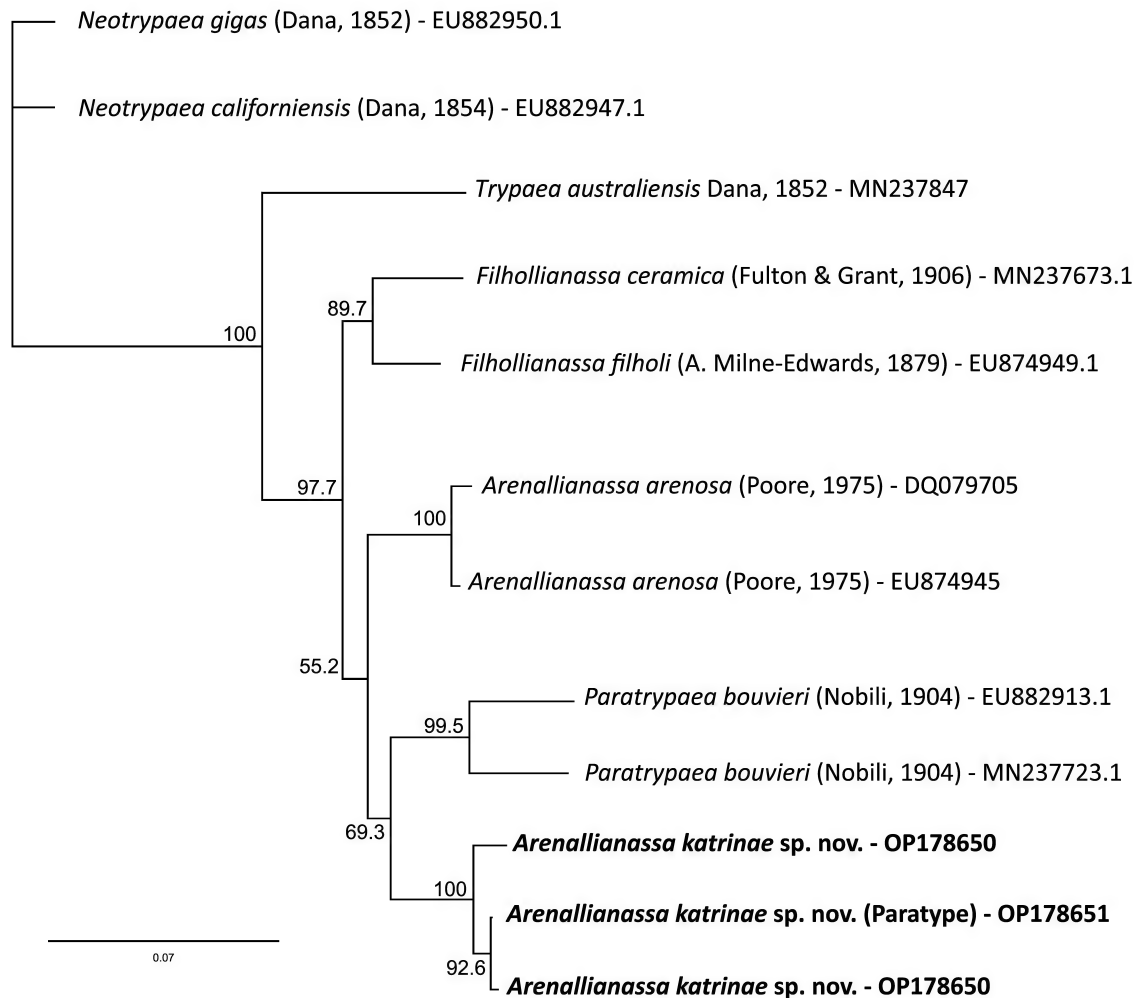 Neotrypaea gigas (Dana, 1852) - EU882950.1
Neotrypaea californiensis (Dana, 1854) - EU882947.1
Trypaea australiensis Dana, 1852 - MN237847
Filhollianassa ceramica (Fulton & Grant, 1906) - MN237673.1
89.7
100
Filhollianassa filholi (A. Milne-Edwards, 1879) - EU874949.1
97.7
Arenallianassa arenosa (Poore, 1975) - DQ079705
100
Arenallianassa arenosa (Poore, 1975) - EU874945
55.2
Paratrypaea bouvieri (Nobili, 1904) - EU882913.1
99.5
Paratrypaea bouvieri (Nobili, 1904) - MN237723.1
69.3
Arenallianassa katrinae sp. nov. - OP178650
100
Arenallianassa katrinae sp. nov. (Paratype) - OP178651
0.07
92.6
Arenallianassa katrinae sp. nov. - OP178650